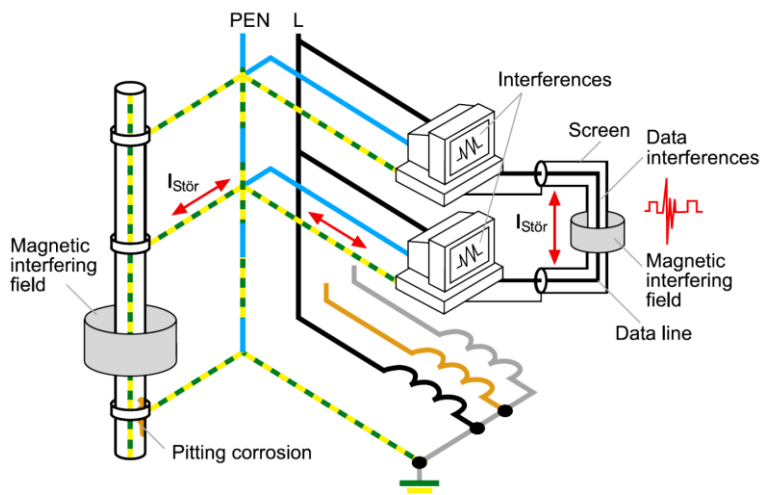 PEN
L
Interferences
Screen
Data
interferences
IStör
IStör
Magnetic
interfering
field
Magnetic
interfering
field
Data line
Pitting corrosion